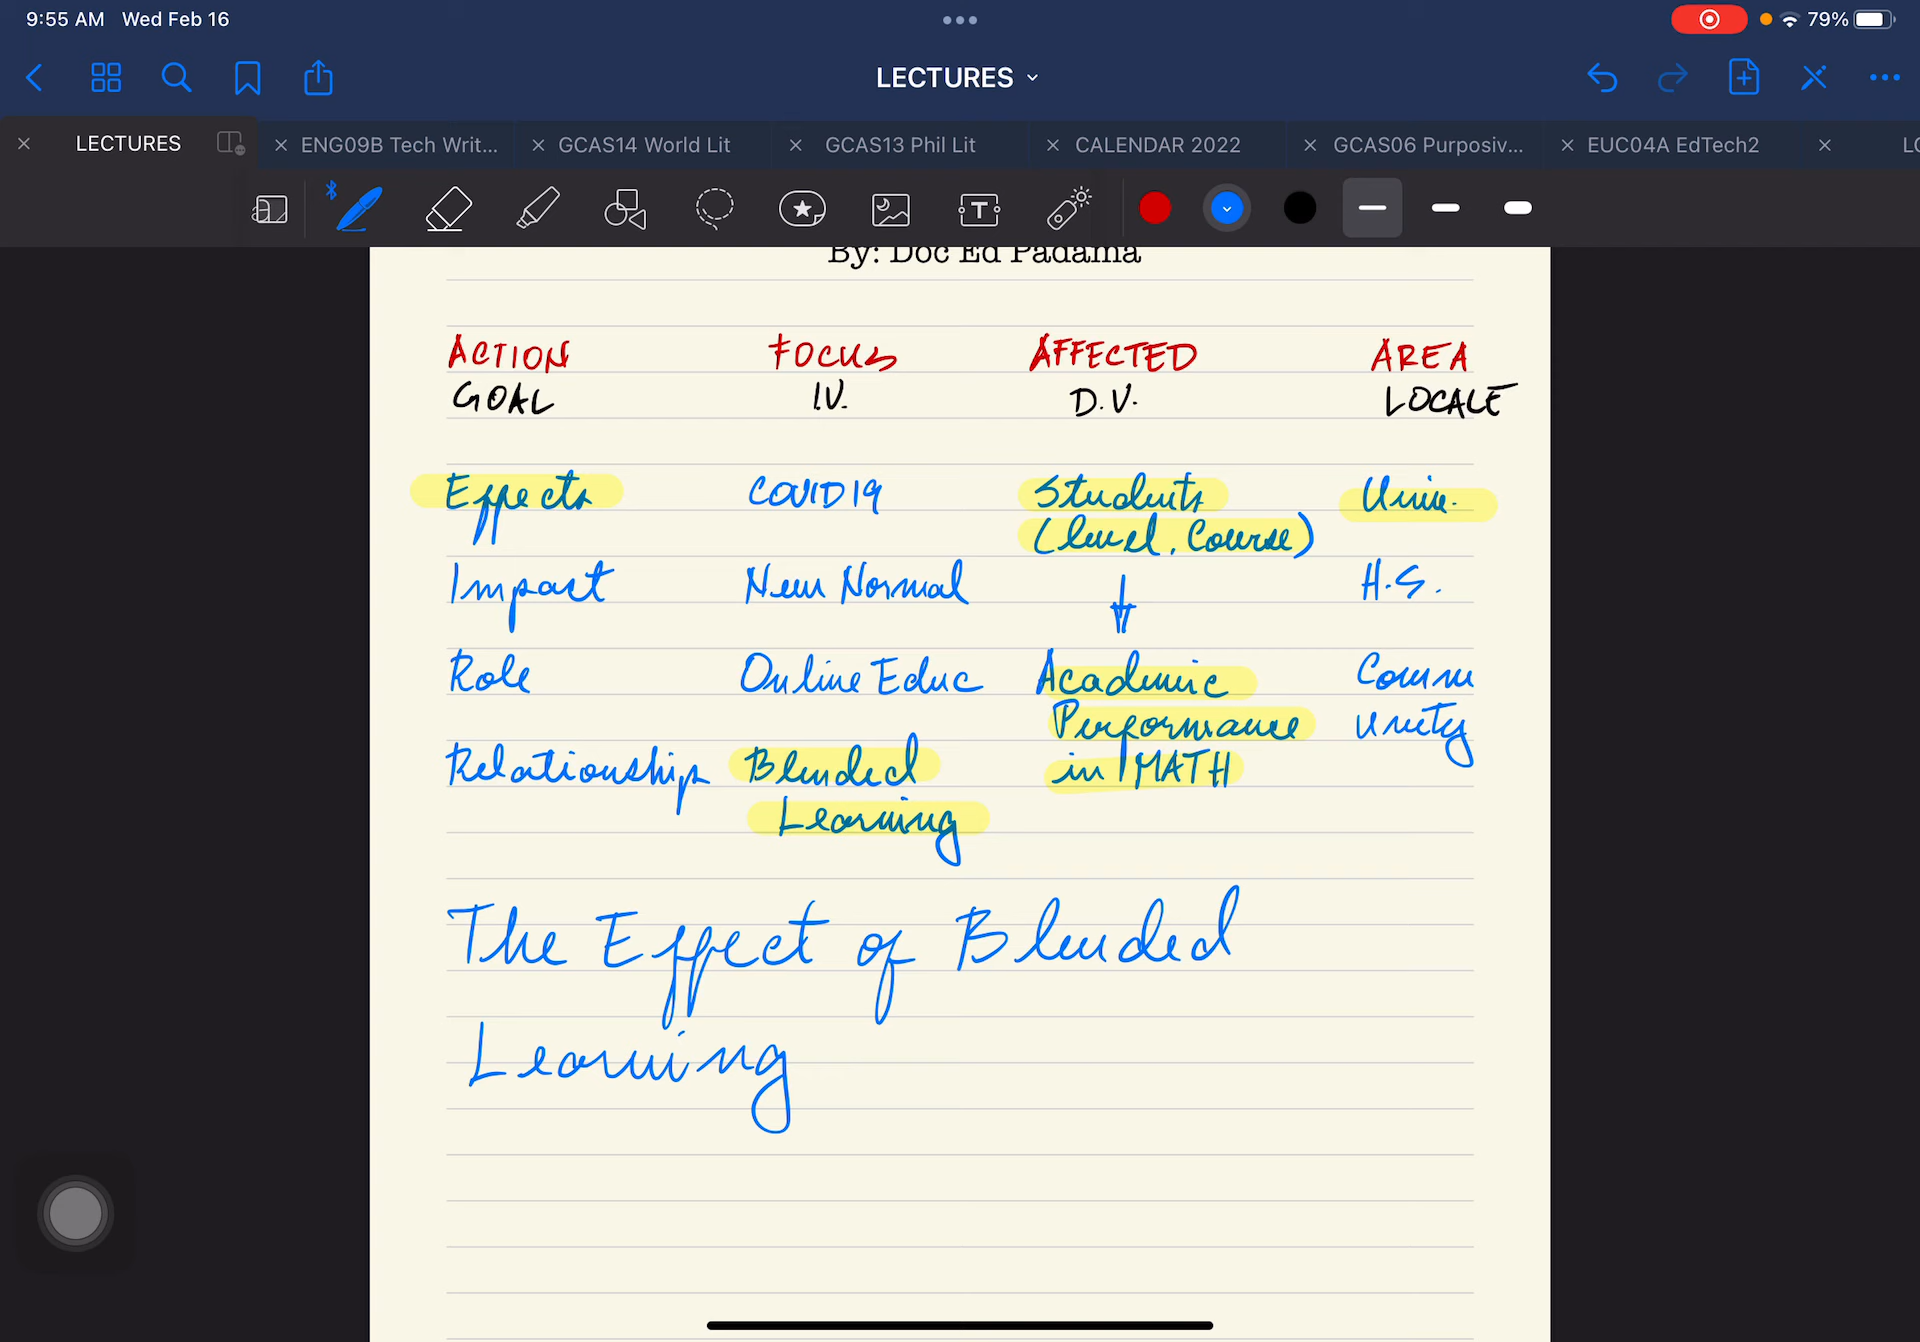 9:55 AM Wed Feb 16
79%
LECTURES
LECTURES
ENG09B Tech Writ...
GCAS14 World Lit
GCAS13 Phil Lit
CALENDAR 2022
GCAS06 Purposiv...
EUC04A EdTech2
LC
By: Doc Ed Padama
ACTION FOCUS AFFECTED AREA
GOAL I.V. D.V. LOCALE
Effects COVID19 Students Univ.
(level, Course)
Impact New Normal H.S.
Role Online Educ Academic Comm
Performance unity
Relationship Blended in MATH
Learning
The Effect of Blended
Learning